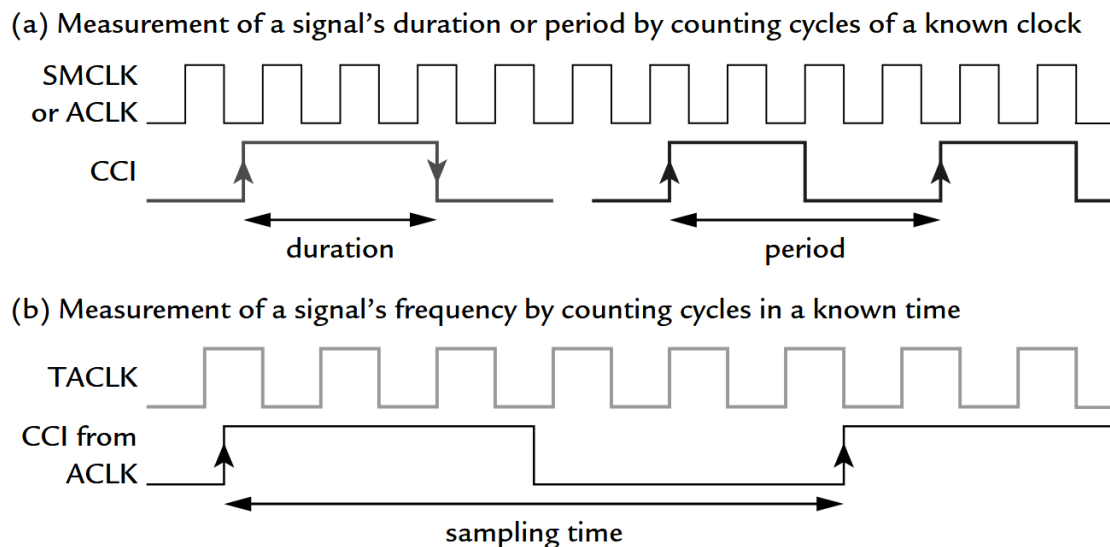 (a) Measurement of a signal's duration or period by counting cycles of a known clock
SMCLK
or ACLK
CCI
duration
period
(b) Measurement of a signal's frequency by counting cycles in a known time
TACLK
CCI from
ACLK
sampling time